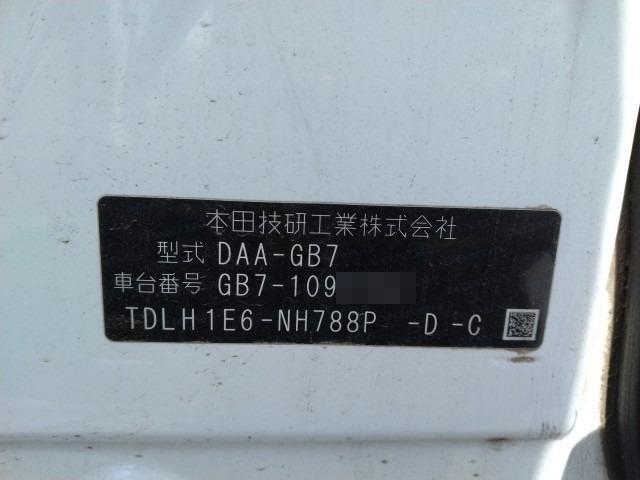 本田技研工業株式会社
型式 DAA-GB7
車台番号 GB7-109
TDLH1E6-NH788P -D-C